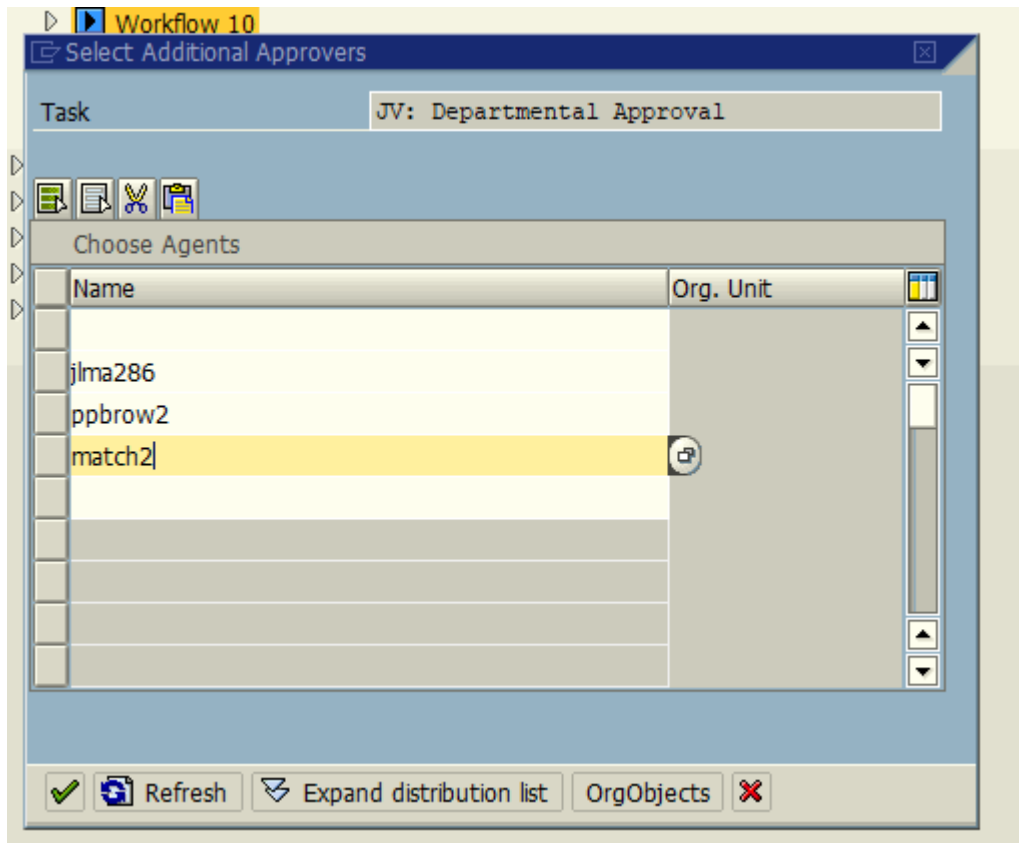 Workflow 10
Select Additional Approvers
Task JV: Departmental Approval
Choose Agents
Name Org. Unit
jlma286
ppbrow2
match2
Refresh Expand distribution list OrgObjects